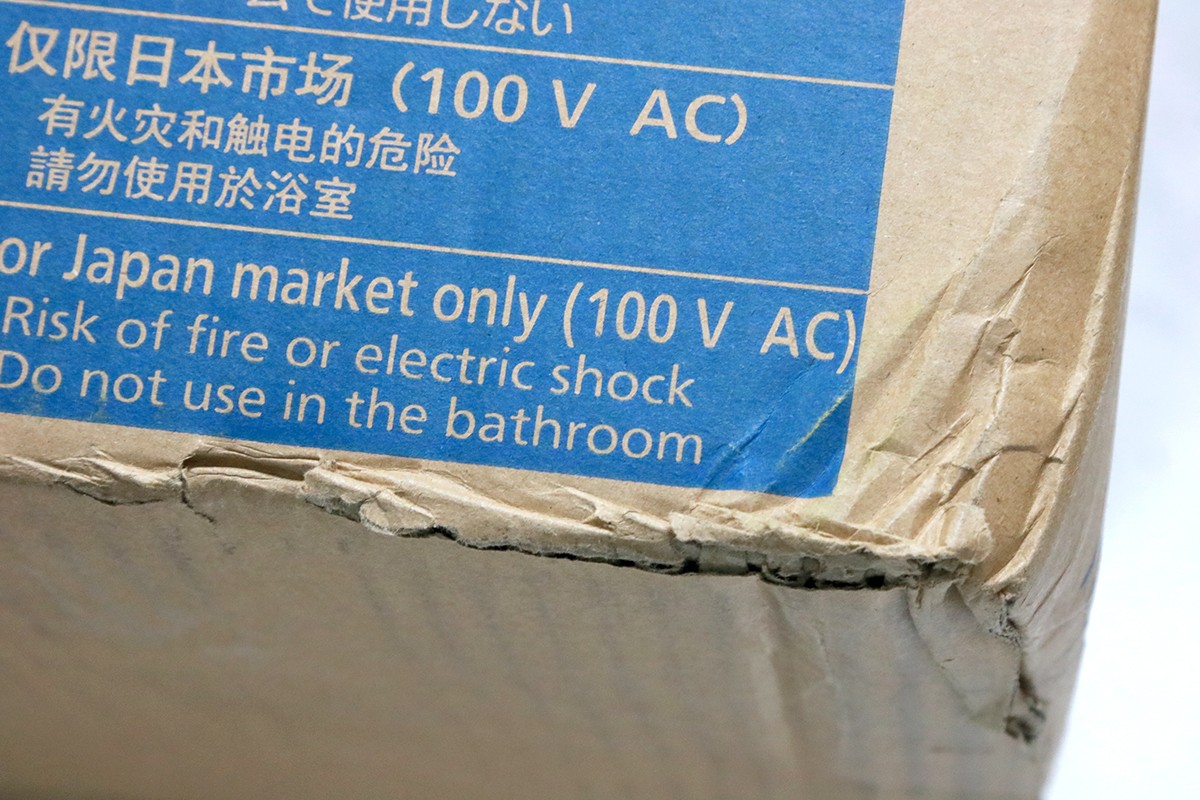 で使用しない
仅限日本市场（100 V AC）
有火灾和触电的危险
請勿使用於浴室
or Japan market only (100 V AC)
Risk of fire or electric shock
Do not use in the bathroom